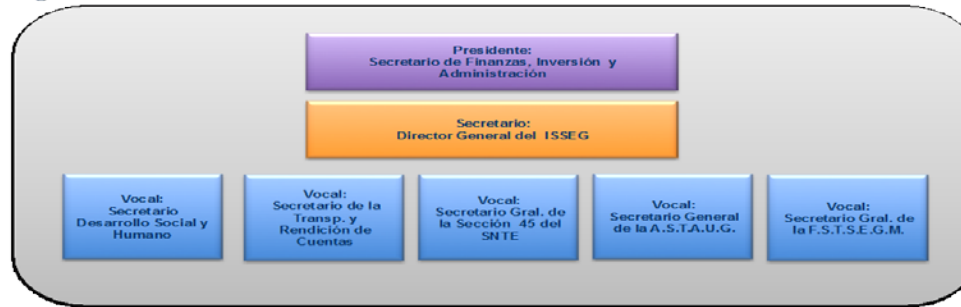 Presidente:
Secretario de Finanzas, Inversión y
Administración
Secretario:
Director General del ISSEG
Vocal:
Secretario
Desarrollo Social y
Humano
Vocal:
Secretario de la
Transp. y
Rendición de
Cuentas
Vocal:
Secretario Gral. de
la Sección 45 del
SNTE
Vocal:
Secretario General
de la A.S.T.A.U.G.
Vocal:
Secretario Gral. de
la F.S.T.S.E.G.M.